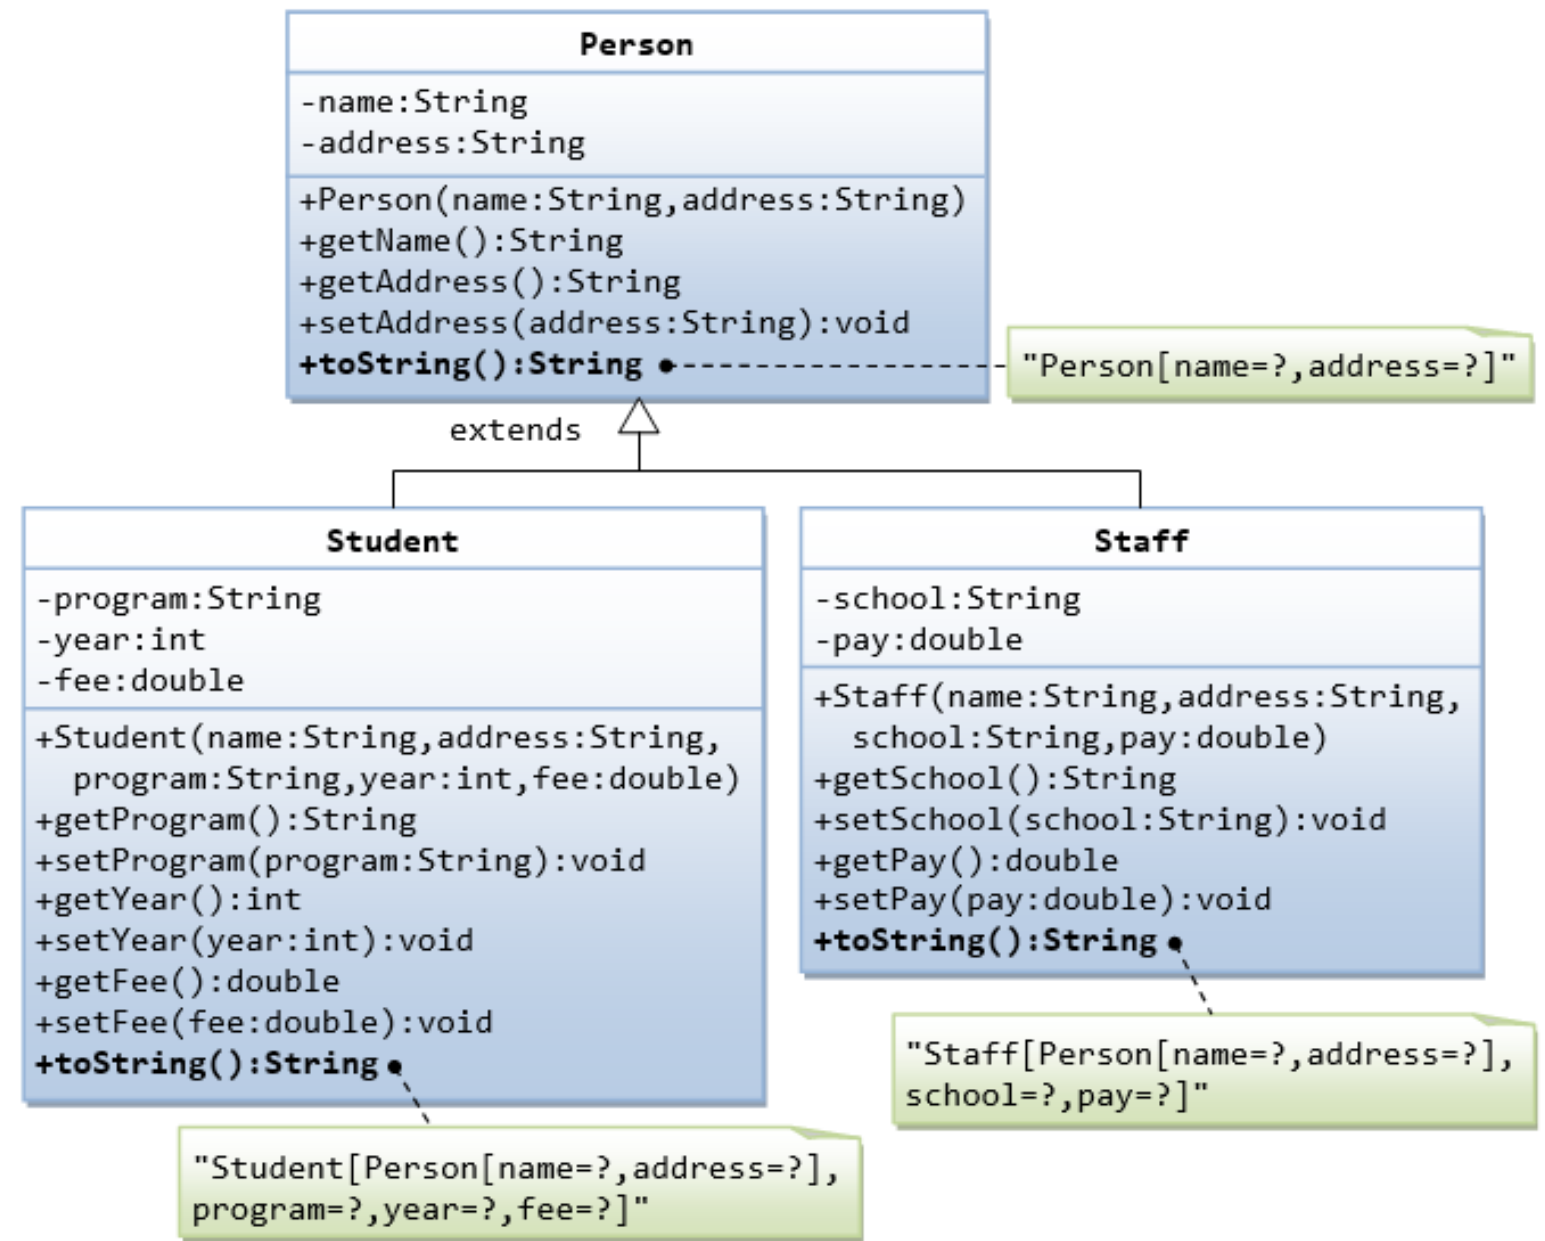 Person
-name:String
-address:String
+Person(name:String,address:String)
+getName():String
+getAddress():String
+setAddress(address:String):void
+toString():String
"Person[name=?,address=?]"
extends
Student
-program:String
-year:int
-fee:double
+Student(name:String,address:String,
program:String,year:int,fee:double)
+getProgram():String
+setProgram(program:String):void
+getYear():int
+setYear(year:int):void
+getFee():double
+setFee(fee:double):void
+toString():String
"Student[Person[name=?,address=?],
program=?,year=?,fee=?]"
Staff
-school:String
-pay:double
+Staff(name:String,address:String,
school:String,pay:double)
+getSchool():String
+setSchool(school:String):void
+getPay():double
+setPay(pay:double):void
+toString():String
"Staff[Person[name=?,address=?],
school=?,pay=?]"